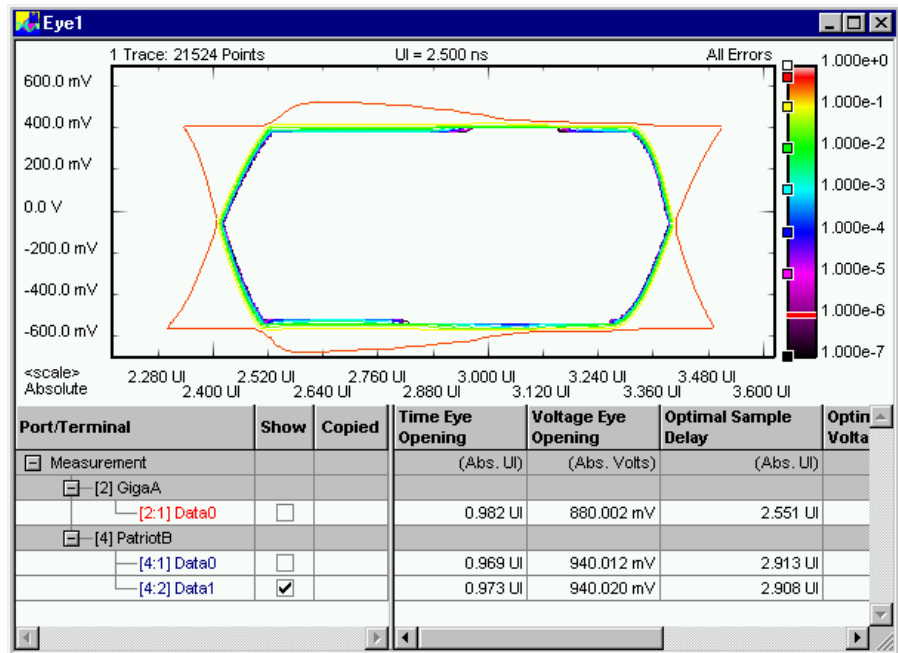 Eye1
1 Trace: 21524 Points UI = 2.500 ns All Errors
600.0 mV
400.0 mV
200.0 mV
0.0 V
-200.0 mV
-400.0 mV
-600.0 mV
1.000e+0
1.000e-1
1.000e-2
1.000e-3
1.000e-4
1.000e-5
1.000e-6
1.000e-7
<scale>
Absolute
2.280 UI 2.520 UI 2.760 UI 3.000 UI 3.240 UI 3.480 UI
2.400 UI 2.640 UI 2.880 UI 3.120 UI 3.360 UI 3.600 UI
Port/Terminal Show Copied Time Eye Opening Voltage Eye Opening Optimal Sample Delay Optin Volta
Measurement (Abs. UI) (Abs. Volts) (Abs. UI)
[2] GigaA
[2:1] Data0 0.982 UI 880.002 mV 2.551 UI
[4] PatriotB
[4:1] Data0 0.969 UI 940.012 mV 2.913 UI
[4:2] Data1 0.973 UI 940.020 mV 2.908 UI